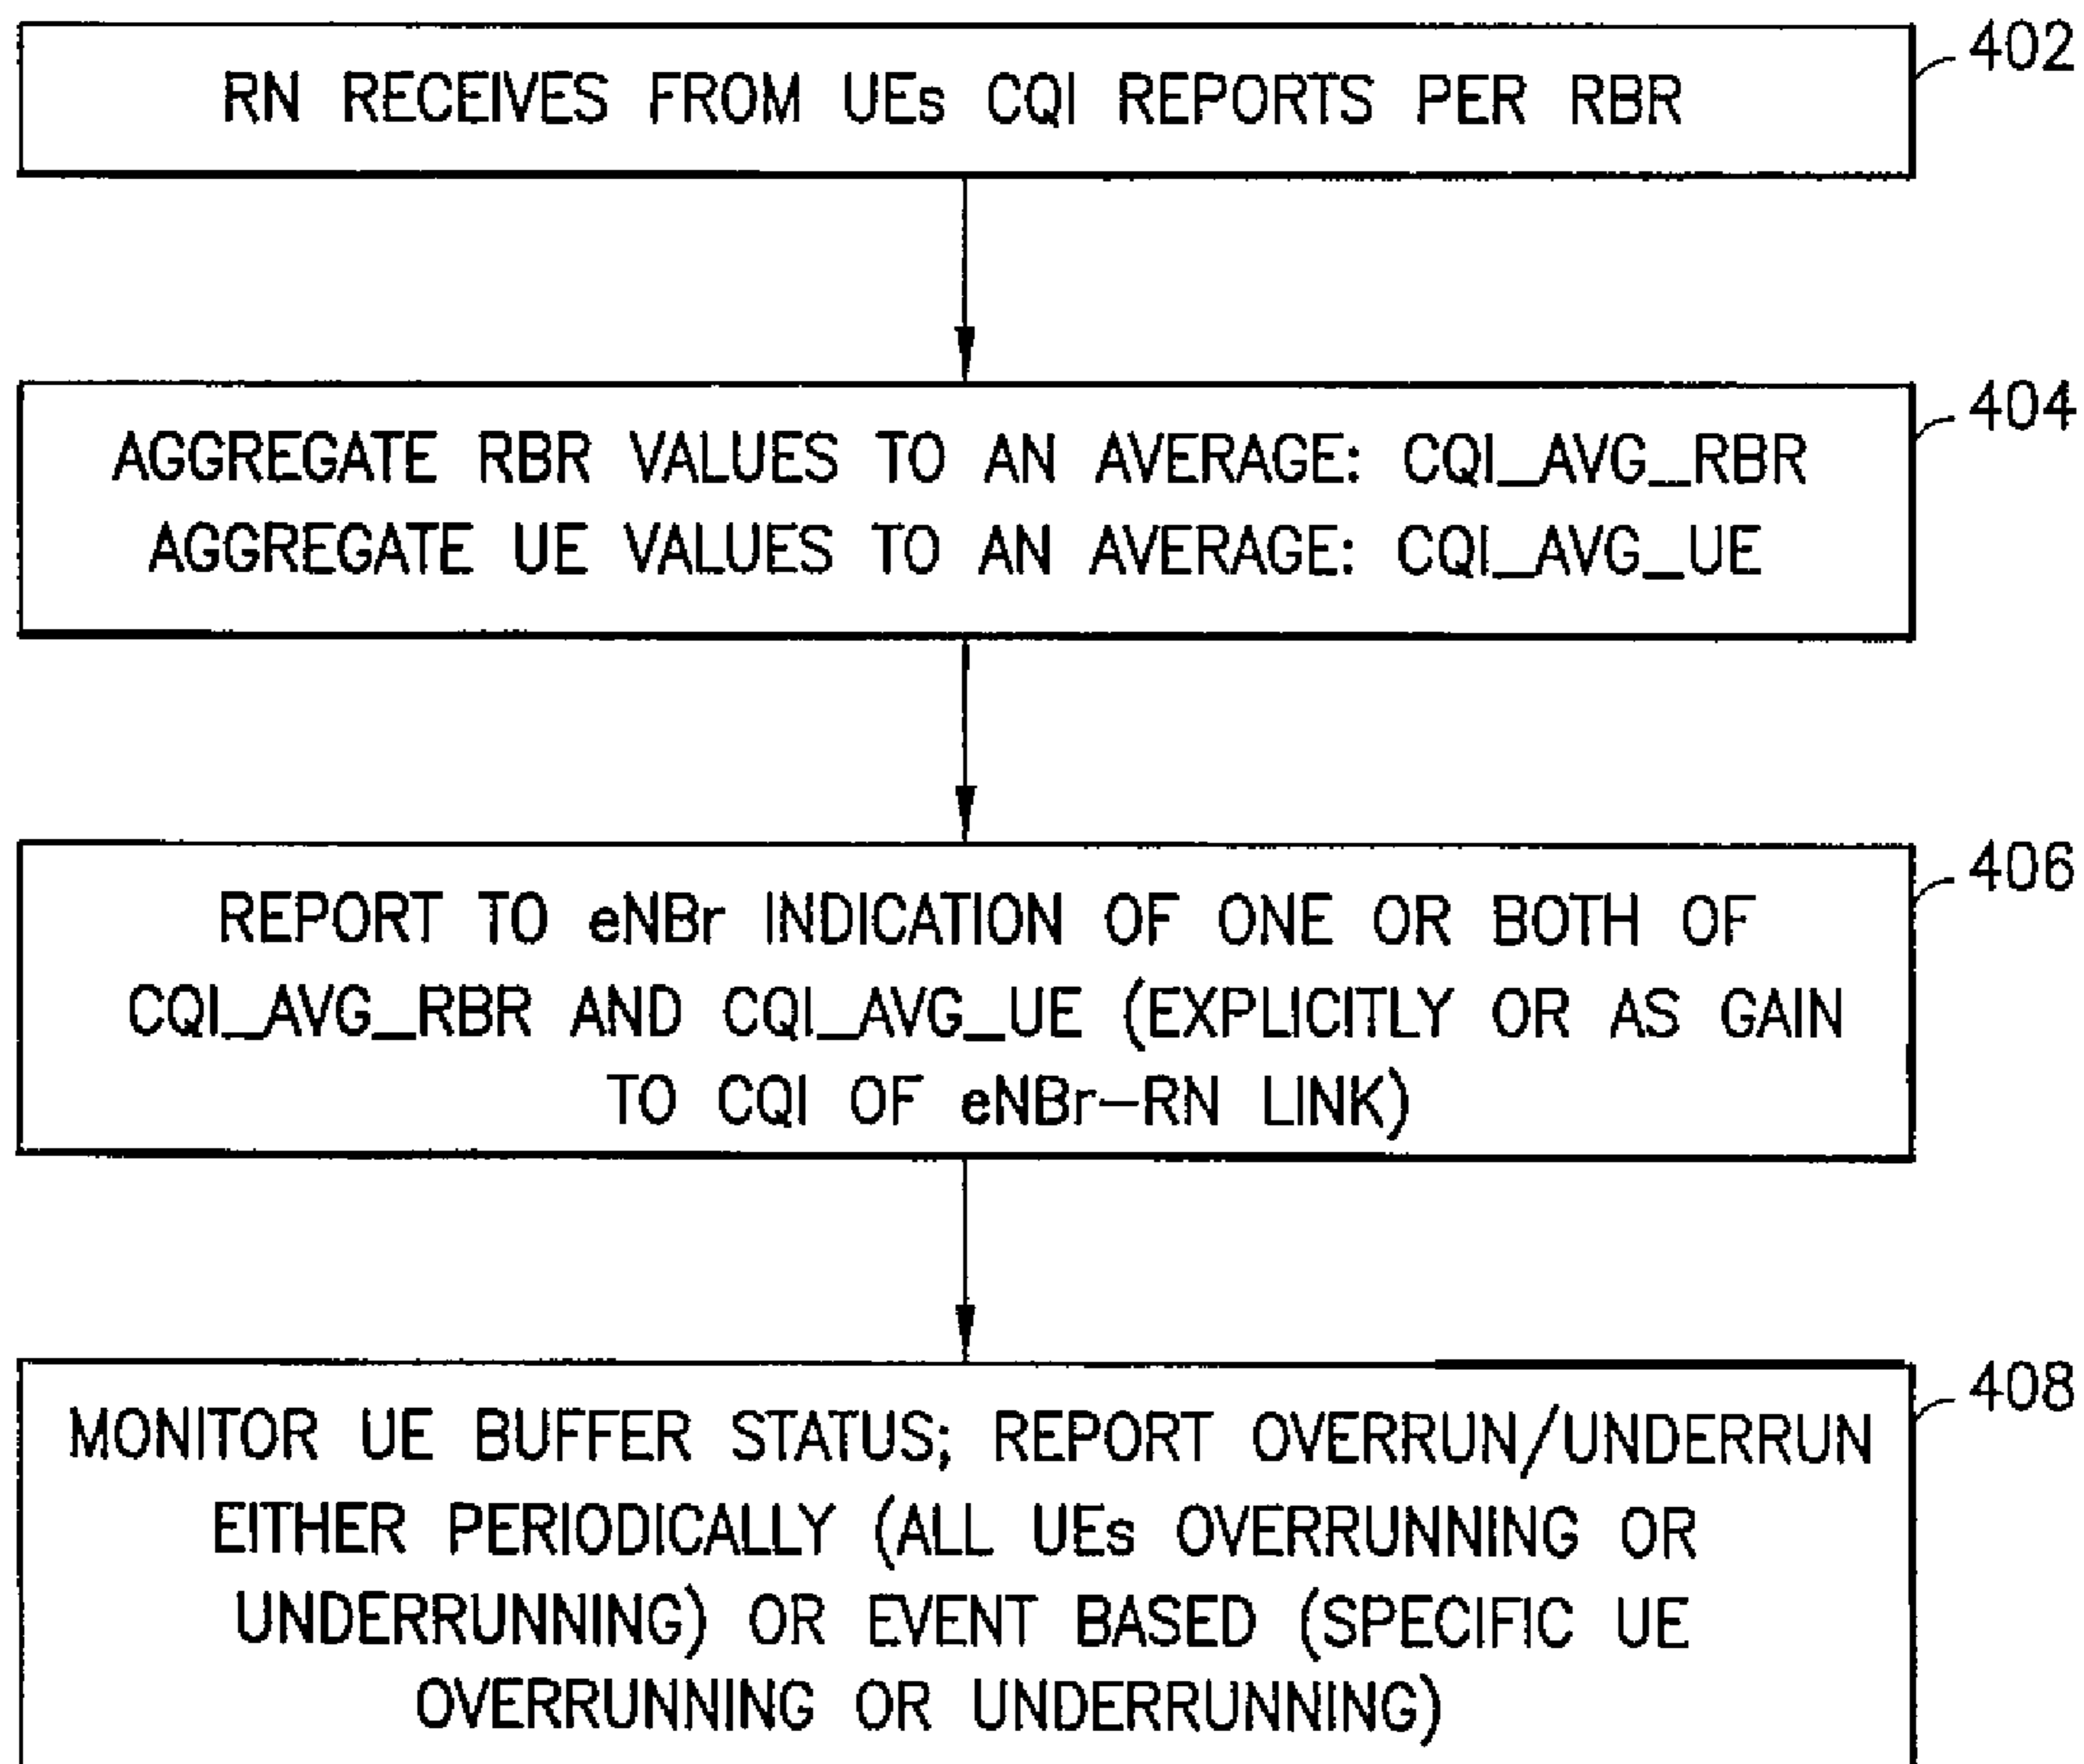 RN RECEIVES FROM UEs CQI REPORTS PER RBR
402
AGGREGATE RBR VALUES TO AN AVERAGE: CQI_AVG_RBR
AGGREGATE UE VALUES TO AN AVERAGE: CQI_AVG_UE
404
REPORT TO eNBr INDICATION OF ONE OR BOTH OF
CQI_AVG_RBR AND CQI_AVG_UE (EXPLICITLY OR AS GAIN
TO CQI OF eNBr-RN LINK)
406
MONITOR UE BUFFER STATUS; REPORT OVERRUN/UNDERRUN
EITHER PERIODICALLY (ALL UEs OVERRUNNING OR
UNDERRUNNING) OR EVENT BASED (SPECIFIC UE
OVERRUNNING OR UNDERRUNNING)
408